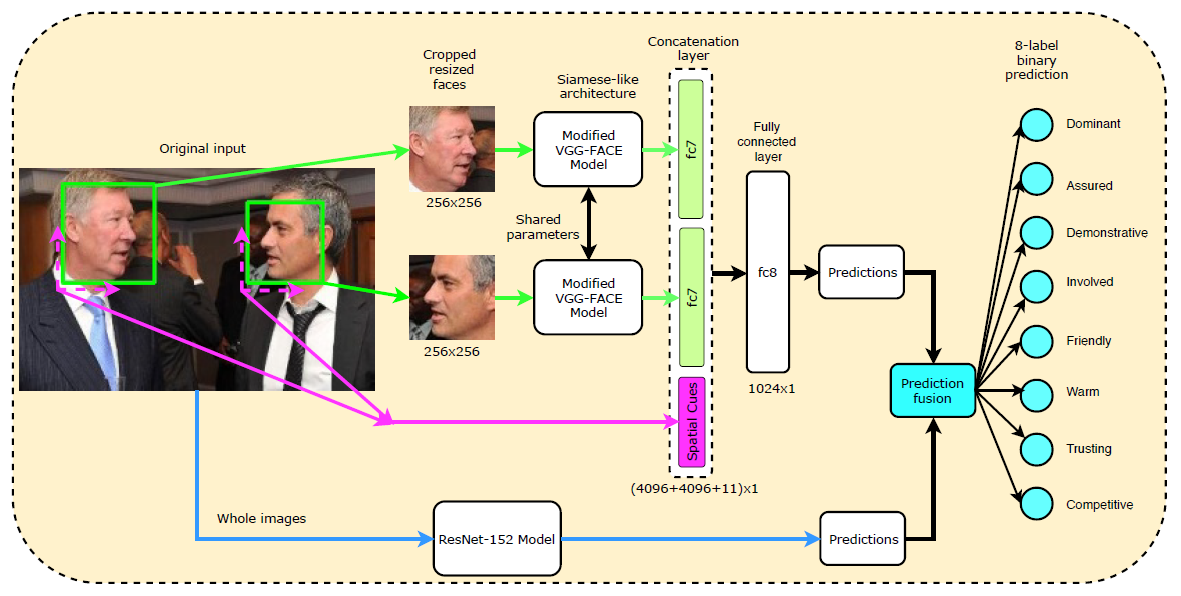 Original input
Cropped
resized
faces
256x256
256x256
Siamese-like
architecture
Modified
VGG-FACE
Model
Shared
parameters
Modified
VGG-FACE
Model
Concatenation
layer
fc7
fc7
Spatial Cues
(4096+4096+11)x1
Fully
connected
layer
fc8
1024x1
Predictions
Whole images
ResNet-152 Model
Predictions
Prediction
fusion
8-label
binary
prediction
Dominant
Assured
Demonstrative
Involved
Friendly
Warm
Trusting
Competitive